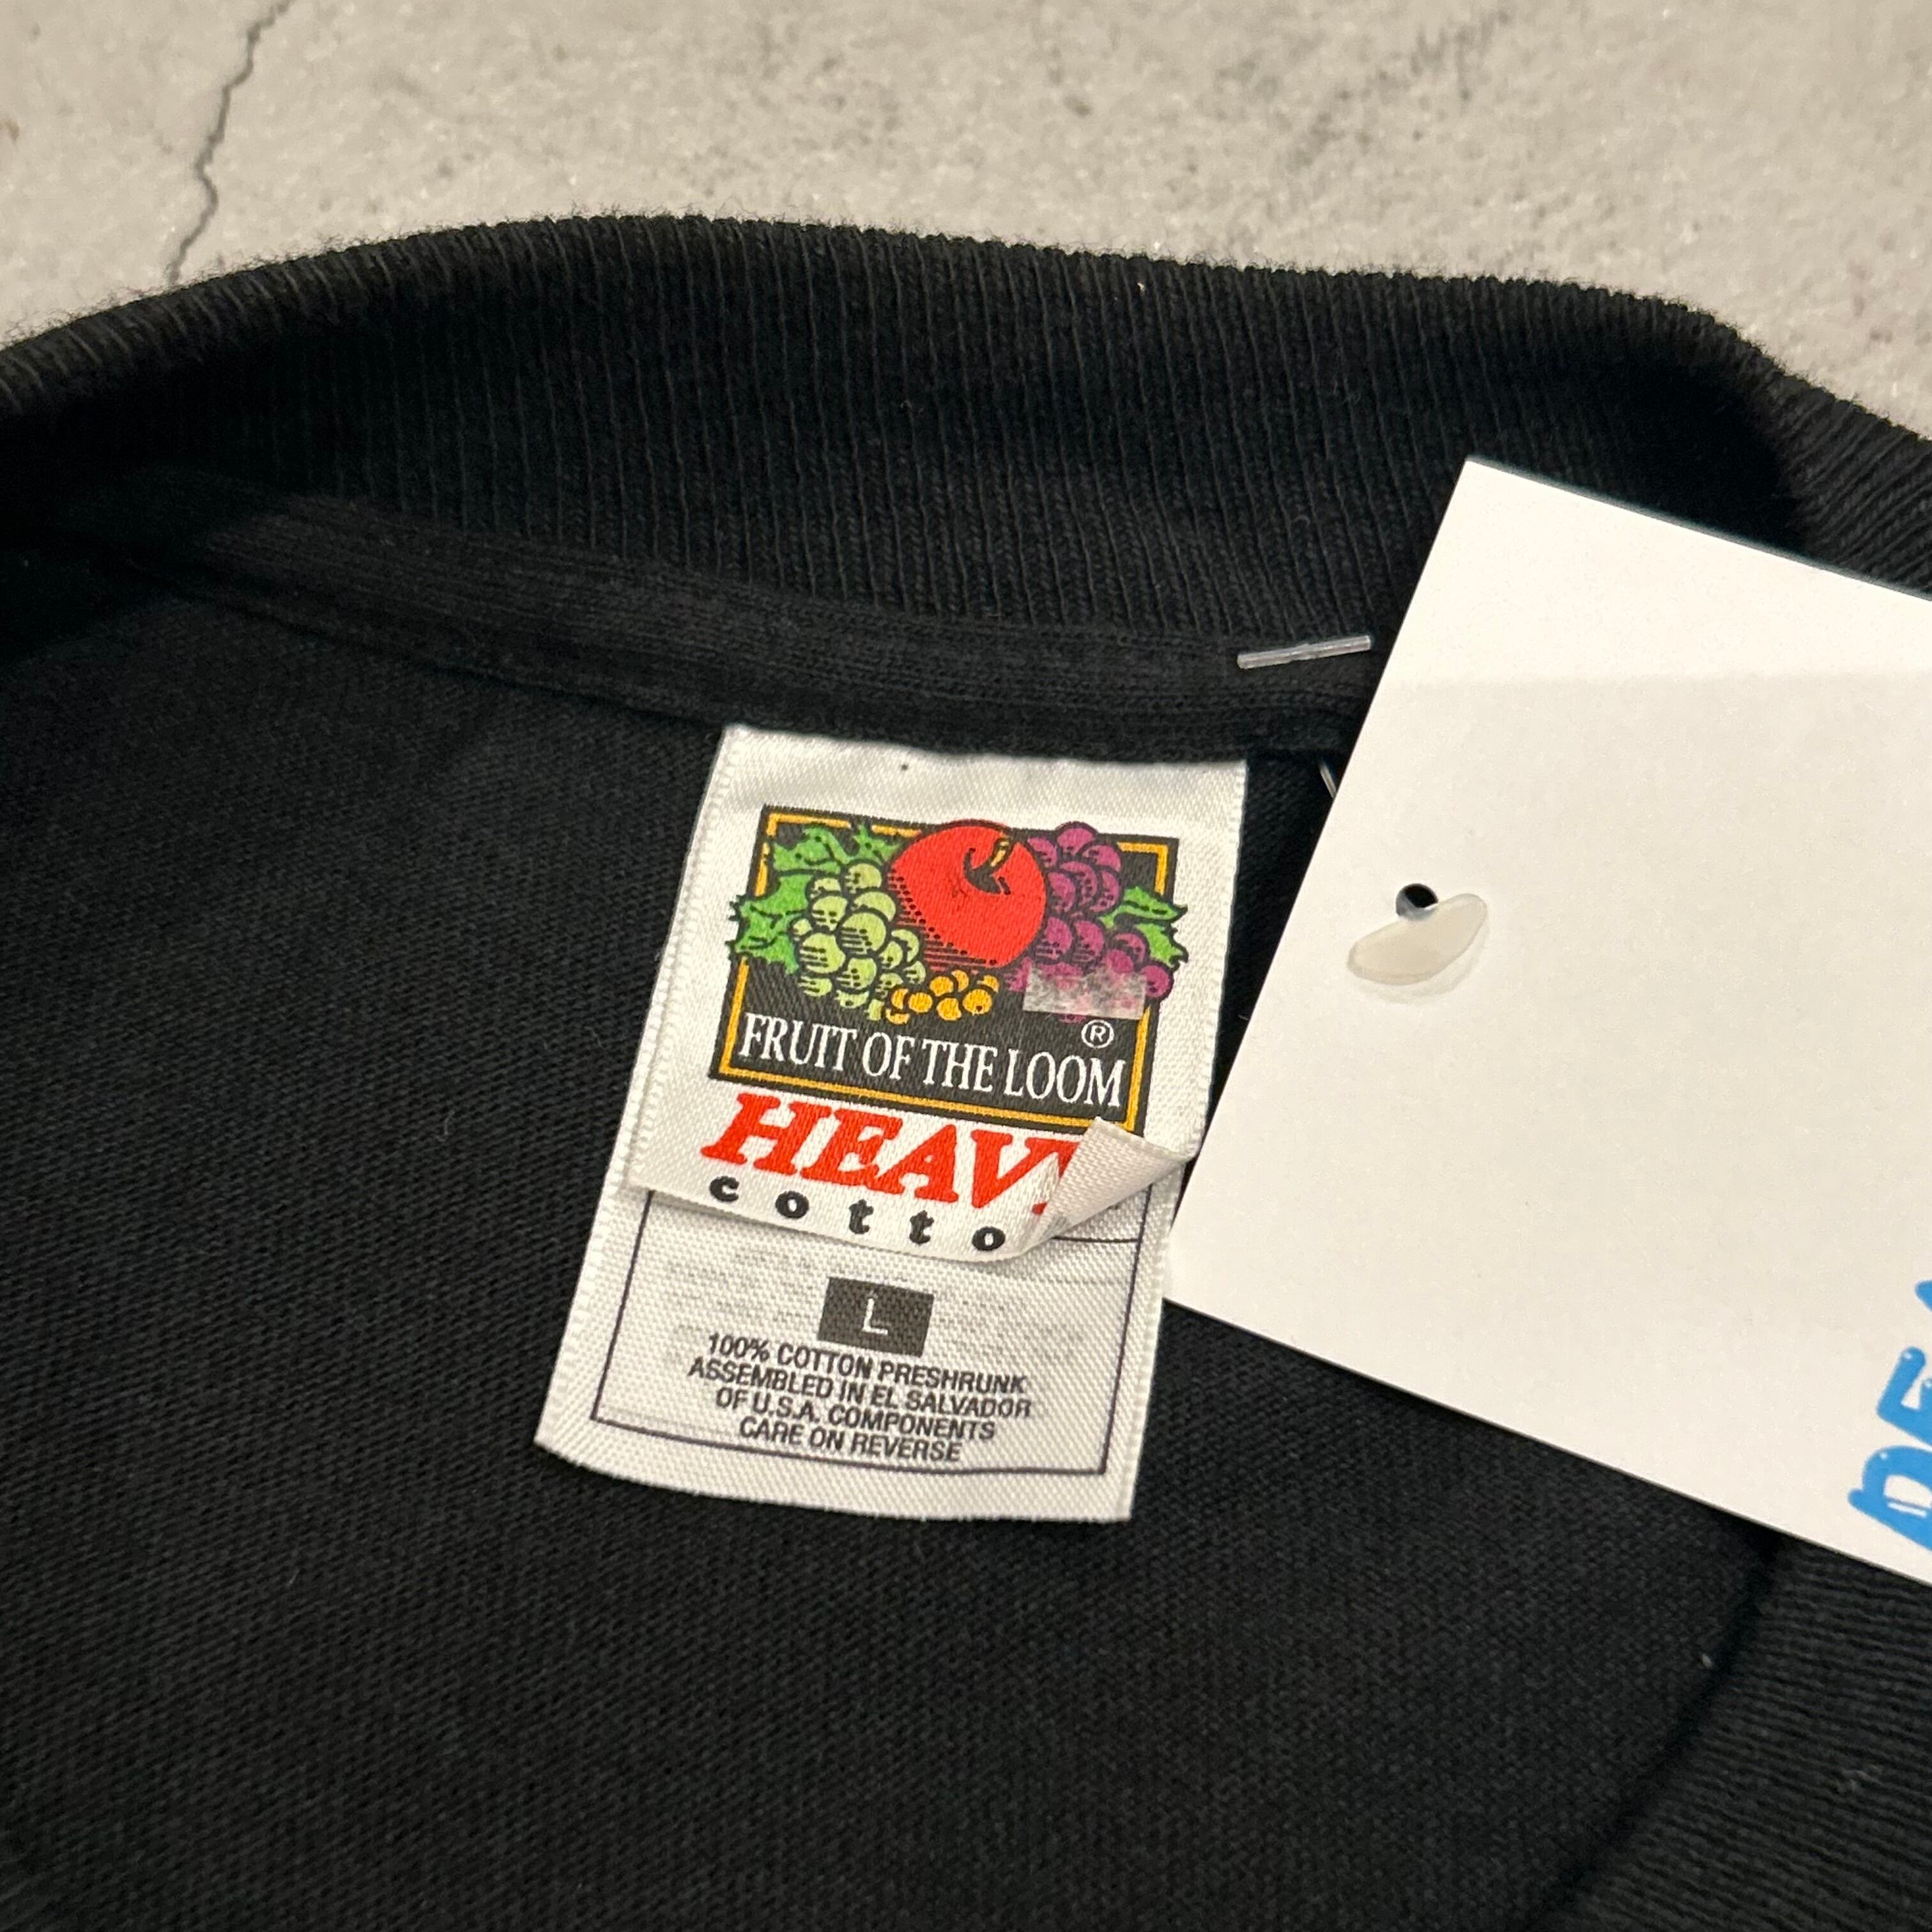 ®
FRUIT OF THE LOOM
HEAV
cotto
L
100% COTTON PRESHRUNK
ASSEMBLED IN EL SALVADOR
OF U.S.A. COMPONENTS
CARE ON REVERSE